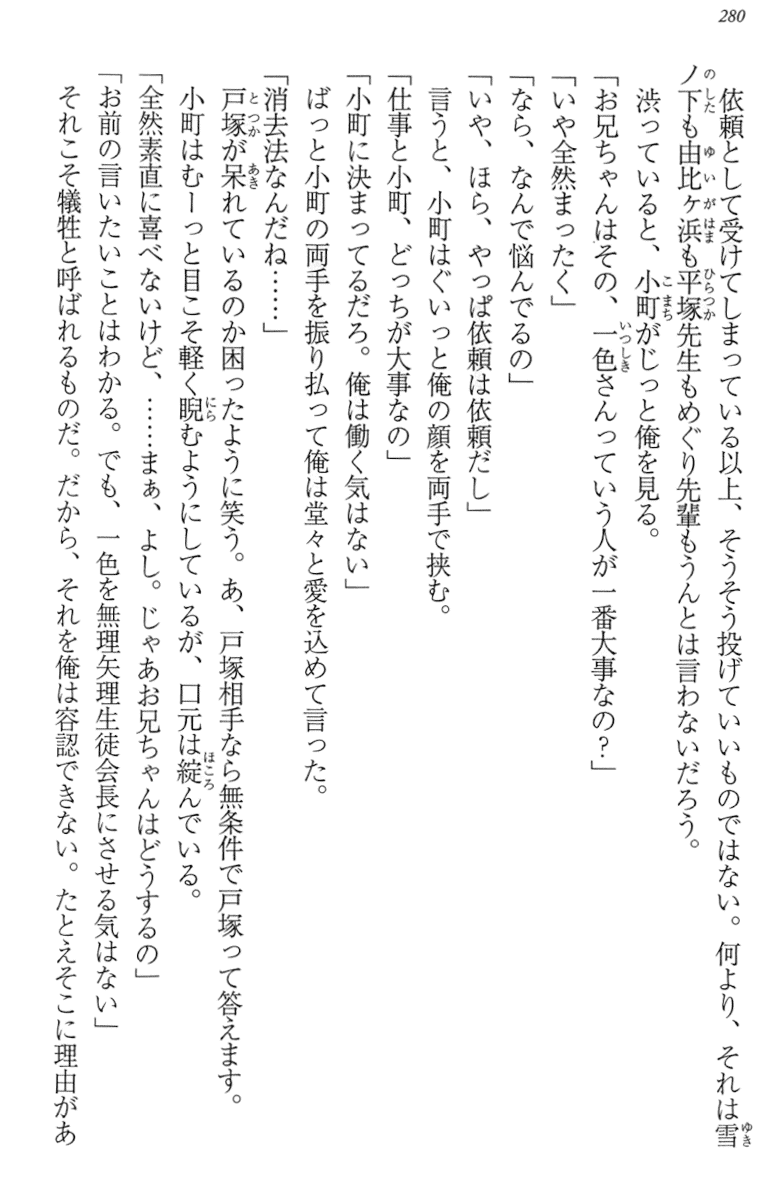 280
依頼として受けてしまっている以上、そうそう投げていいものではない。何より、それは雪
ノ下も由比ヶ浜も平塚先生もめぐり先輩もうんとは言わないだろう。
渋っていると、小町がじっと俺を見る。
「お兄ちゃんはその、一色さんっていう人が一番大事なの？」
「いや全然まったく」
「なら、なんで悩んでるの」
「いや、ほら、やっぱ依頼は依頼だし」
言うと、小町はぐいっと俺の顔を両手で挟む。
「仕事と小町、どっちが大事なの」
「小町に決まってるだろ。俺は働く気はない」
ばっと小町の両手を振り払って俺は堂々と愛を込めて言った。
「消去法なんだね……」
戸塚が呆れているのか困ったように笑う。あ、戸塚相手なら無条件で戸塚って答えます。
小町はむーっと目こそ軽く睨むようにしているが、口元は綻んでいる。
「全然素直に喜べないけど、……まぁ、よし。じゃあお兄ちゃんはどうするの」
「お前の言いたいことはわかる。でも、一色を無理矢理生徒会長にさせる気はない」
それこそ犠牲と呼ばれるものだ。だから、それを俺は容認できない。たとえそこに理由があ